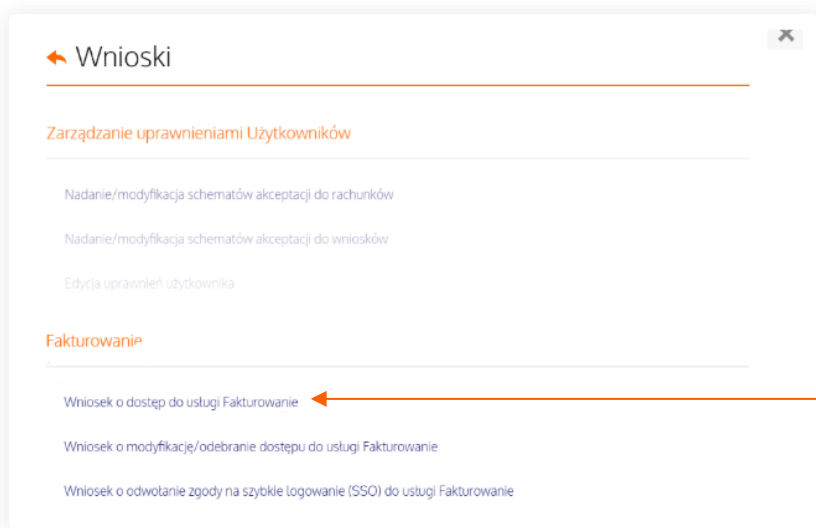 Wnioski
Zarządzanie uprawnieniami Użytkowników
Nadanie/modyfikacja schematów akceptacji do rachunków
Nadanie/modyfikacja schematów akceptacji do wniosków
Edycja uprawnień użytkownika
Fakturowanie
Wniosek o dostęp do usługi Fakturowanie
Wniosek o modyfikację/odebranie dostępu do usługi Fakturowanie
Wniosek o odwołanie zgody na szybkie logowanie (SSO) do usługi Fakturowanie